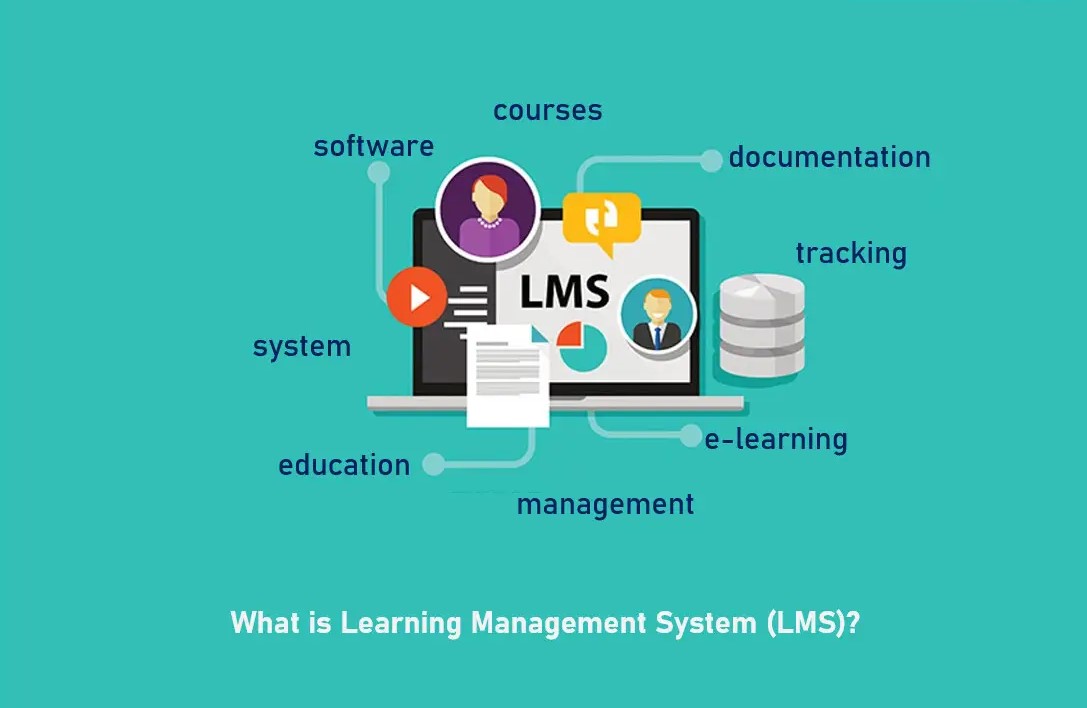 courses
software
documentation
tracking
LMS
system
e-learning
education
management
What is Learning Management System (LMS)?